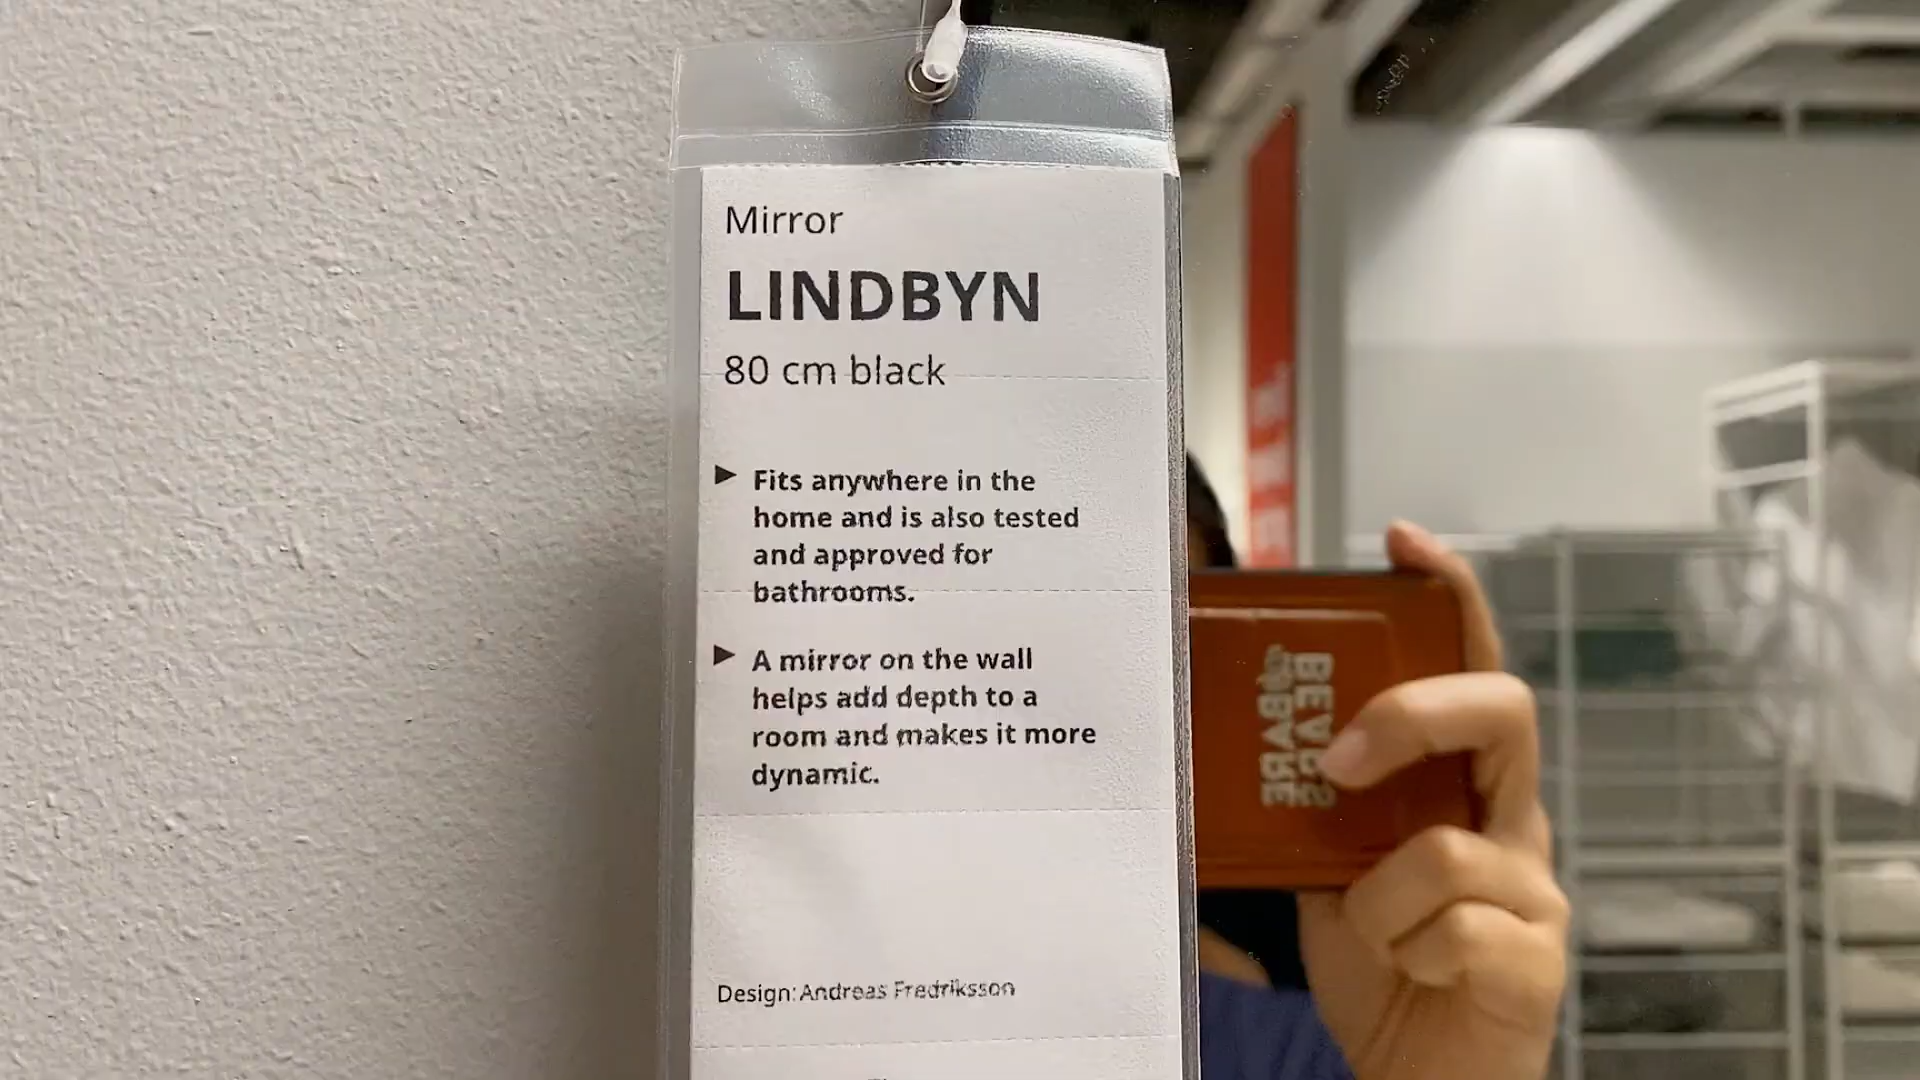 Mirror
LINDBYN
80 cm black
Fits anywhere in the
home and is also tested
and approved for
bathrooms.
A mirror on the wall
helps add depth to a
room and makes it more
dynamic.
Design: Andreas Fredriksson